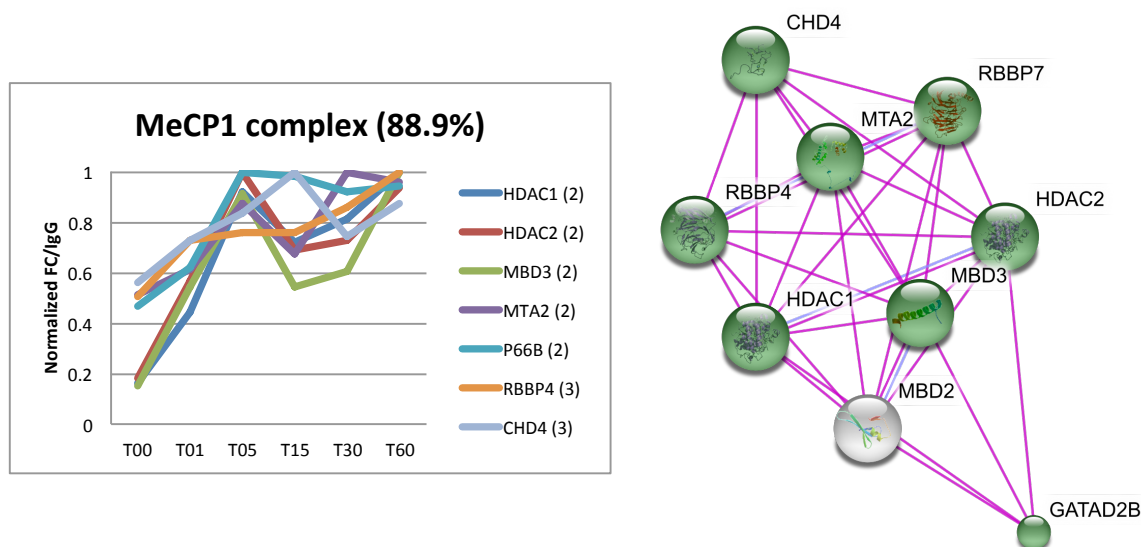 MeCP1 complex (88.9%)
Normalized FC/IgG
1
0.8
0.6
0.4
0.2
0
T00 T01 T05 T15 T30 T60
HDAC1 (2)
HDAC2 (2)
MBD3 (2)
MTA2 (2)
P66B (2)
RBBP4 (3)
CHD4 (3)
CHD4
RBBP7
MTA2
RBBP4
HDAC2
MBD3
HDAC1
MBD2
GATAD2B